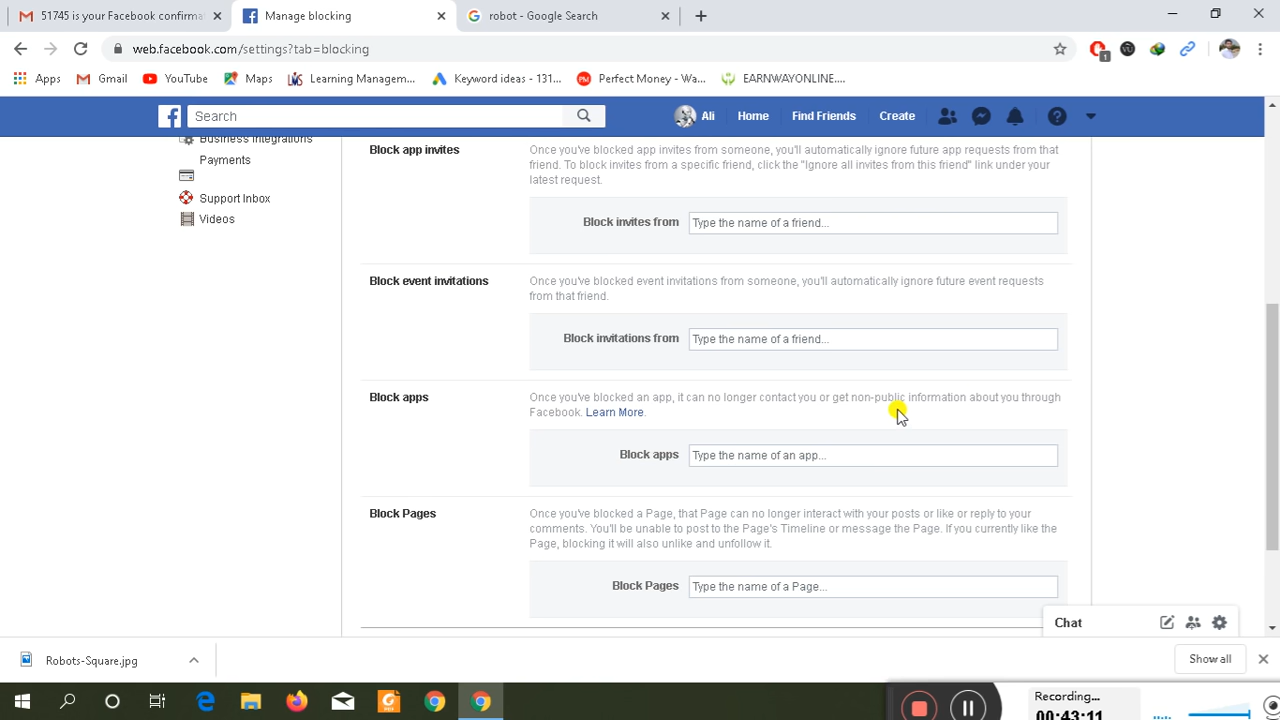 51745 is your Facebook confirma
Manage blocking
robot - Google Search
web.facebook.com/settings?tab=blocking
Apps
Gmail
YouTube
Maps
Learning Managem...
Keyword ideas - 131...
Perfect Money - Wa...
EARNWAYONLINE....
Search
Ali
Home
Find Friends
Create
Business Integrations
Payments
Support Inbox
Videos
Block app invites
Once you've blocked app invites from someone, you'll automatically ignore future app requests from that
friend. To block invites from a specific friend, click the "Ignore all invites from this friend" link under your
latest request.
Block invites from
Type the name of a friend...
Block event invitations
Once you've blocked event invitations from someone, you'll automatically ignore future event requests
from that friend.
Block invitations from
Type the name of a friend...
Block apps
Once you've blocked an app, it can no longer contact you or get non-public information about you through
Facebook. Learn More.
Block apps
Type the name of an app...
Block Pages
Once you've blocked a Page, that Page can no longer interact with your posts or like or reply to your
comments. You'll be unable to post to the Page's Timeline or message the Page. If you currently like the
Page, blocking it will also unlike and unfollow it.
Block Pages
Type the name of a Page...
Chat
Robots-Square.jpg
Show all
Recording...
00:43:11